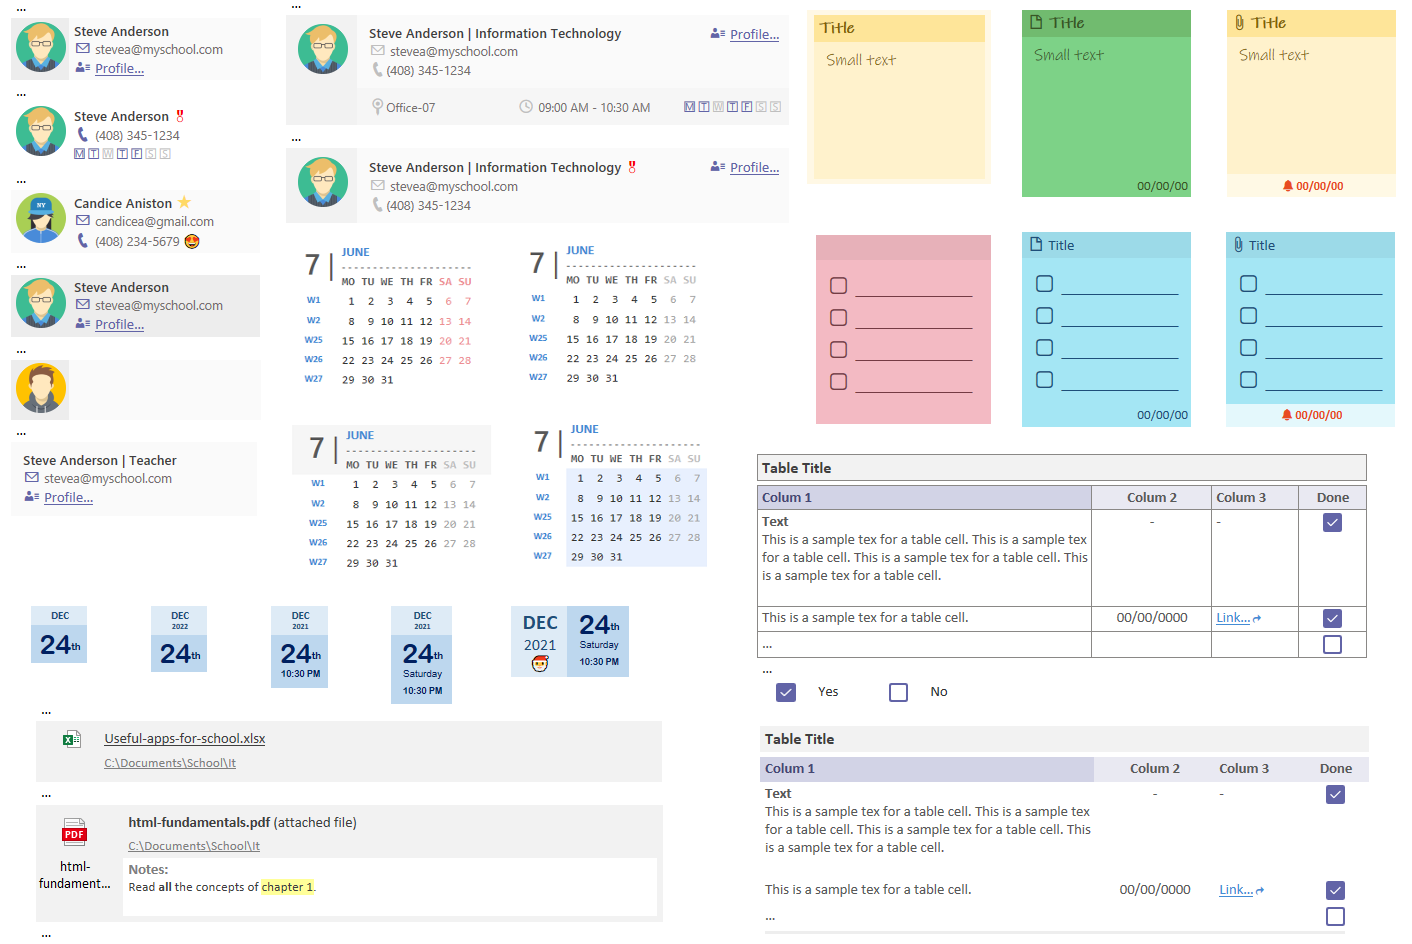 ...
Steve Anderson
stevea@myschool.com
Profile...
...
Steve Anderson
(408) 345-1234
M T W T F S S
...
Candice Aniston
candicea@gmail.com
(408) 234-5679
...
Steve Anderson
stevea@myschool.com
Profile...
...
...
Steve Anderson | Teacher
stevea@myschool.com
Profile...
...
Steve Anderson | Information Technology Profile...
stevea@myschool.com
(408) 345-1234
Office-07 09:00 AM - 10:30 AM M T W T F S S
...
Steve Anderson | Information Technology Profile...
stevea@myschool.com
(408) 345-1234
7 | JUNE
MO TU WE TH FR SA SU
W1 1 2 3 4 5 6 7
W2 8 9 10 11 12 13 14
W25 15 16 17 18 19 20 21
W26 22 23 24 25 26 27 28
W27 29 30 31
7 | JUNE
MO TU WE TH FR SA SU
W1 1 2 3 4 5 6 7
W2 8 9 10 11 12 13 14
W25 15 16 17 18 19 20 21
W26 22 23 24 25 26 27 28
W27 29 30 31
7 | JUNE
MO TU WE TH FR SA SU
W1 1 2 3 4 5 6 7
W2 8 9 10 11 12 13 14
W25 15 16 17 18 19 20 21
W26 22 23 24 25 26 27 28
W27 29 30 31
7 | JUNE
MO TU WE TH FR SA SU
W1 1 2 3 4 5 6 7
W2 8 9 10 11 12 13 14
W25 15 16 17 18 19 20 21
W26 22 23 24 25 26 27 28
W27 29 30 31
DEC
24th
DEC
2022
24th
DEC
2021
24th
10:30 PM
DEC
2021
24th
Saturday
10:30 PM
DEC
2021
24th
Saturday
10:30 PM
...
Useful-apps-for-school.xlsx
C:\Documents\School\It
...
PDF
html-
fundament...
html-fundamentals.pdf (attached file)
C:\Documents\School\It
Notes:
Read all the concepts of chapter 1.
...
Title
Small text
Title
Small text
00/00/00
Title
Small text
00/00/00
Title
00/00/00
Title
00/00/00
Table Title
Colum 1 Colum 2 Colum 3 Done
Text - -
This is a sample tex for a table cell. This is a sample tex
for a table cell. This is a sample tex for a table cell. This
is a sample tex for a table cell.
This is a sample tex for a table cell. 00/00/0000 Link...
...
...
Yes No
Table Title
Colum 1 Colum 2 Colum 3 Done
Text - -
This is a sample tex for a table cell. This is a sample tex
for a table cell. This is a sample tex for a table cell. This
is a sample tex for a table cell.
This is a sample tex for a table cell. 00/00/0000 Link...
...